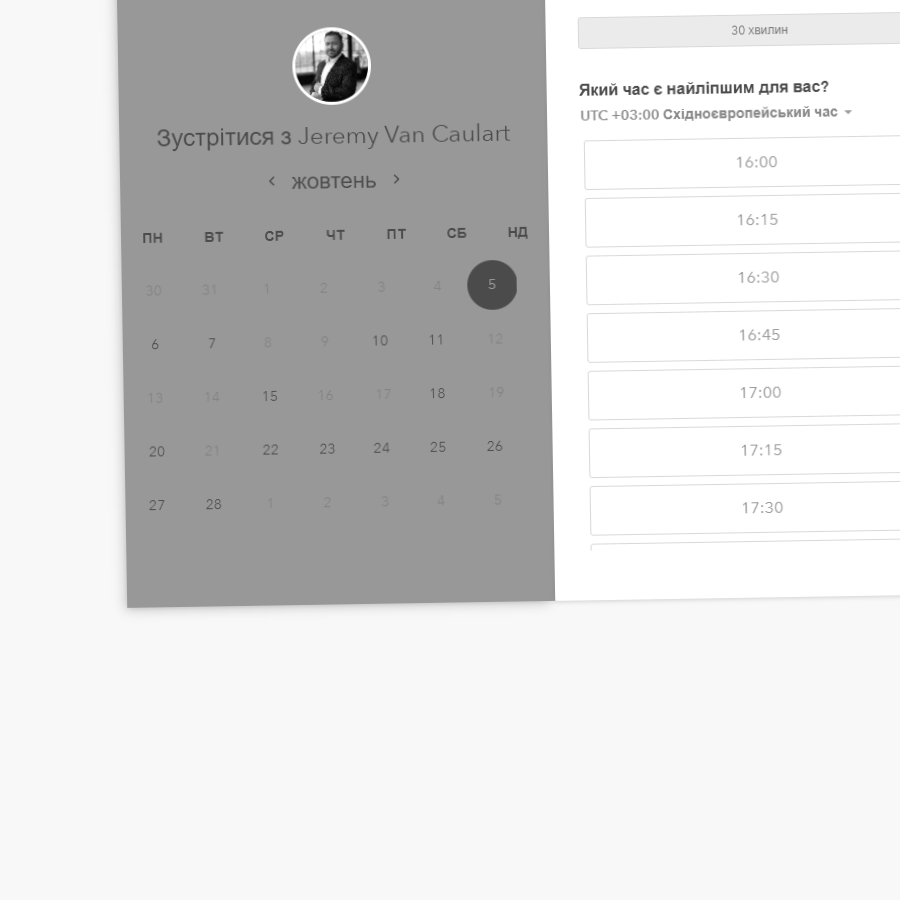 Зустрітися з Jeremy Van Caulart
жовтень
ПН ВТ СР ЧТ ПТ СБ НД
30 31 1 2 3 4 5
6 7 8 9 10 11 12
13 14 15 16 17 18 19
20 21 22 23 24 25 26
27 28 1 2 3 4 5
30 хвилин
Який час є найліпшим для вас?
UTC +03:00 Східноєвропейський час
16:00
16:15
16:30
16:45
17:00
17:15
17:30